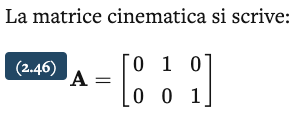 La matrice cinematica si scrive:
(2.46) A = [0 1 0
0 0 1]